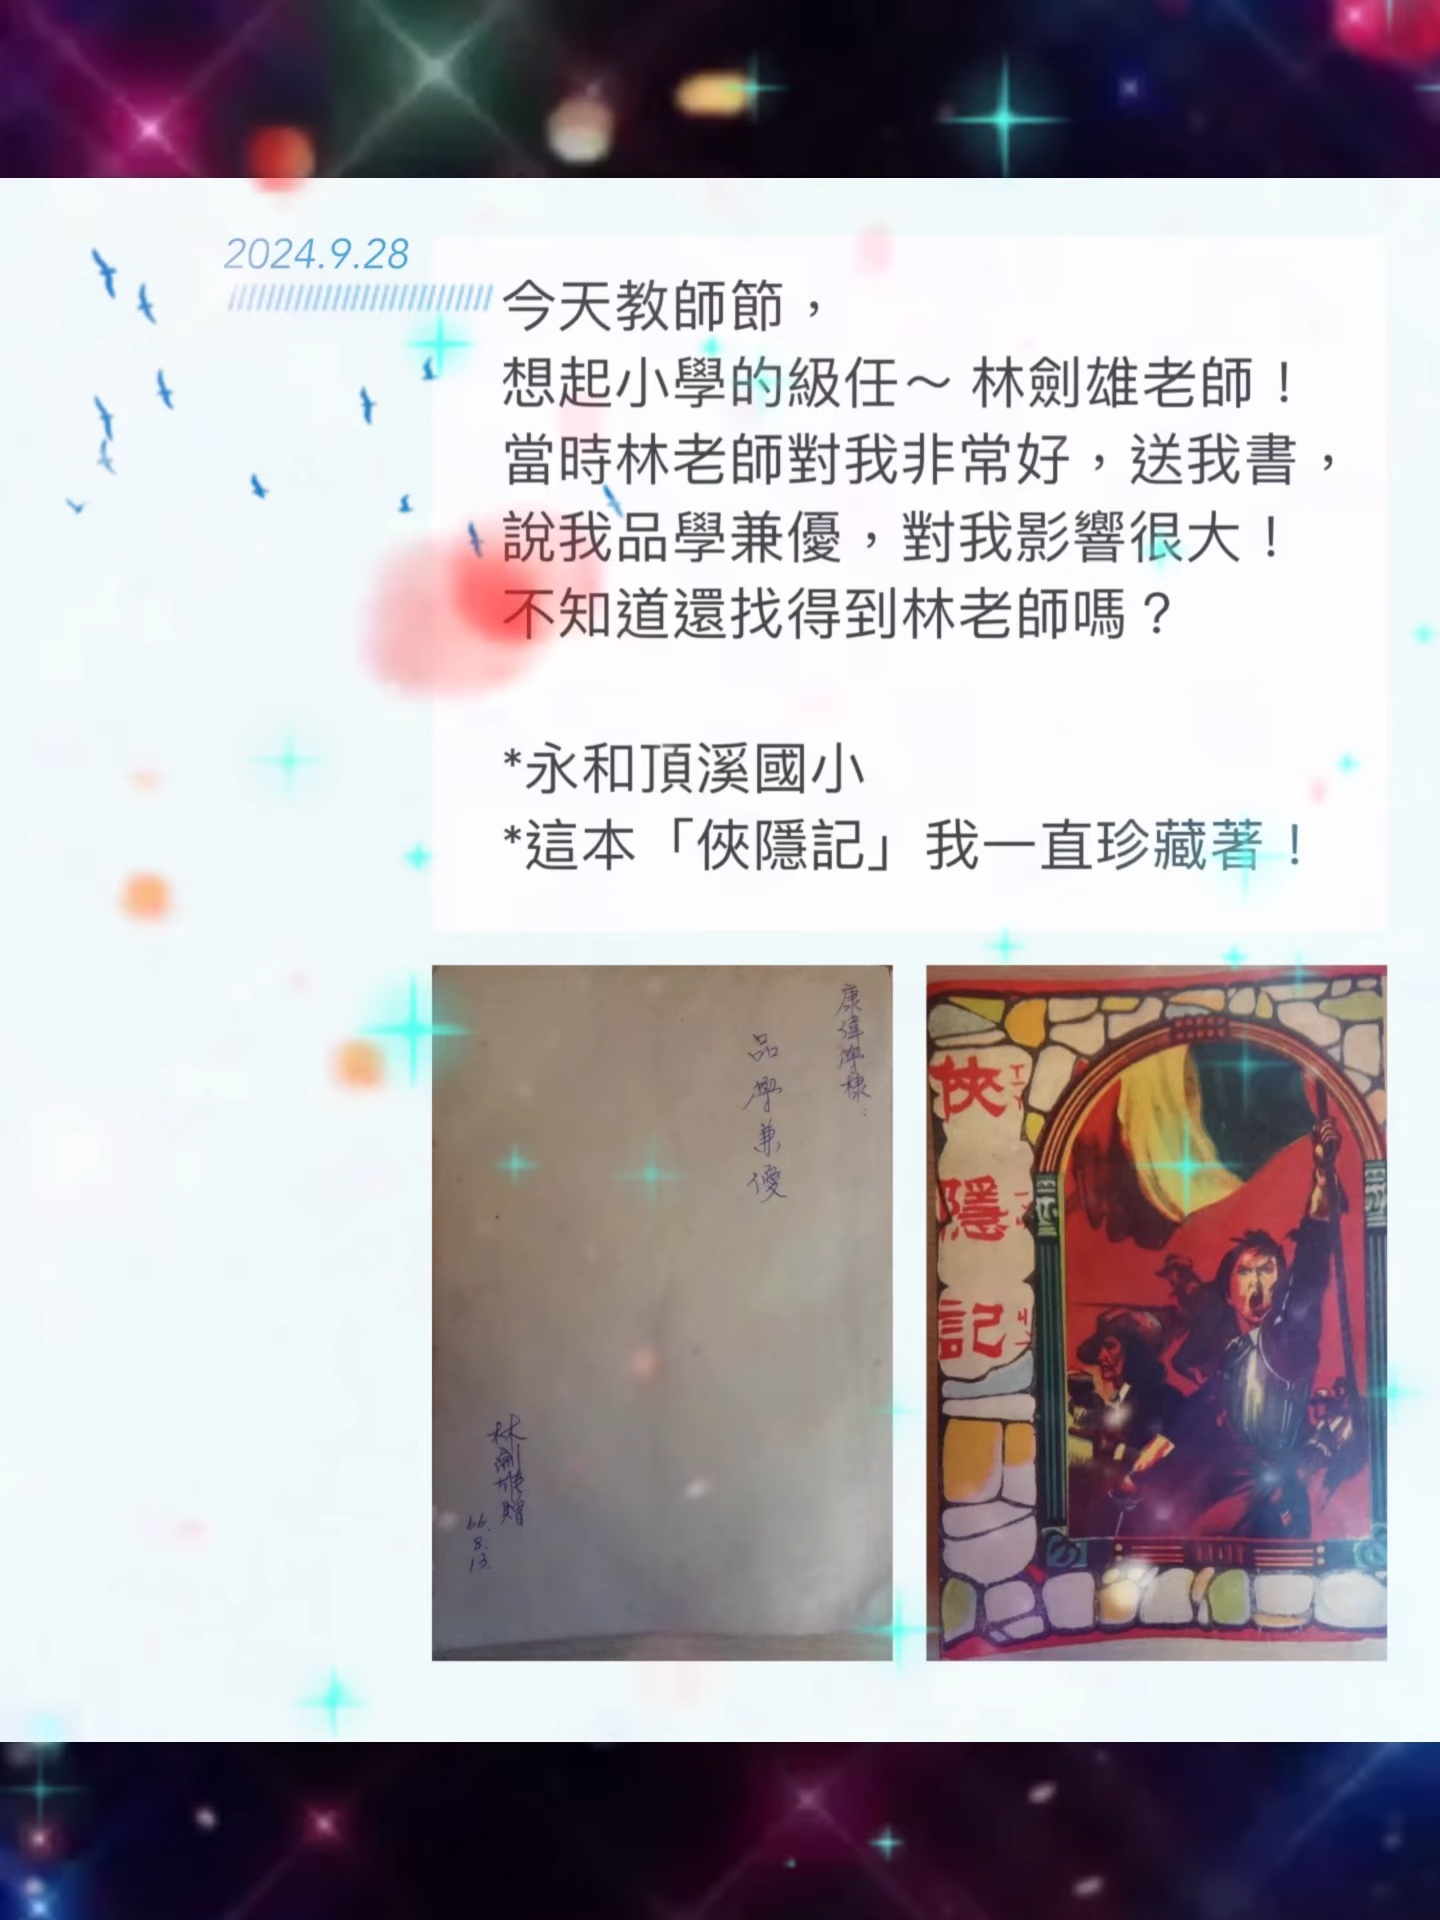 2024.9.28
今天教師節，
想起小學的級任～ 林劍雄老師！
當時林老師對我非常好，送我書，
說我品學兼優，對我影響很大！
不知道還找得到林老師嗎？
*永和頂溪國小
*這本「俠隱記」我一直珍藏著！
康偉學棣：
品學兼優
林劍雄贈
66.
8.
13.
俠隱記